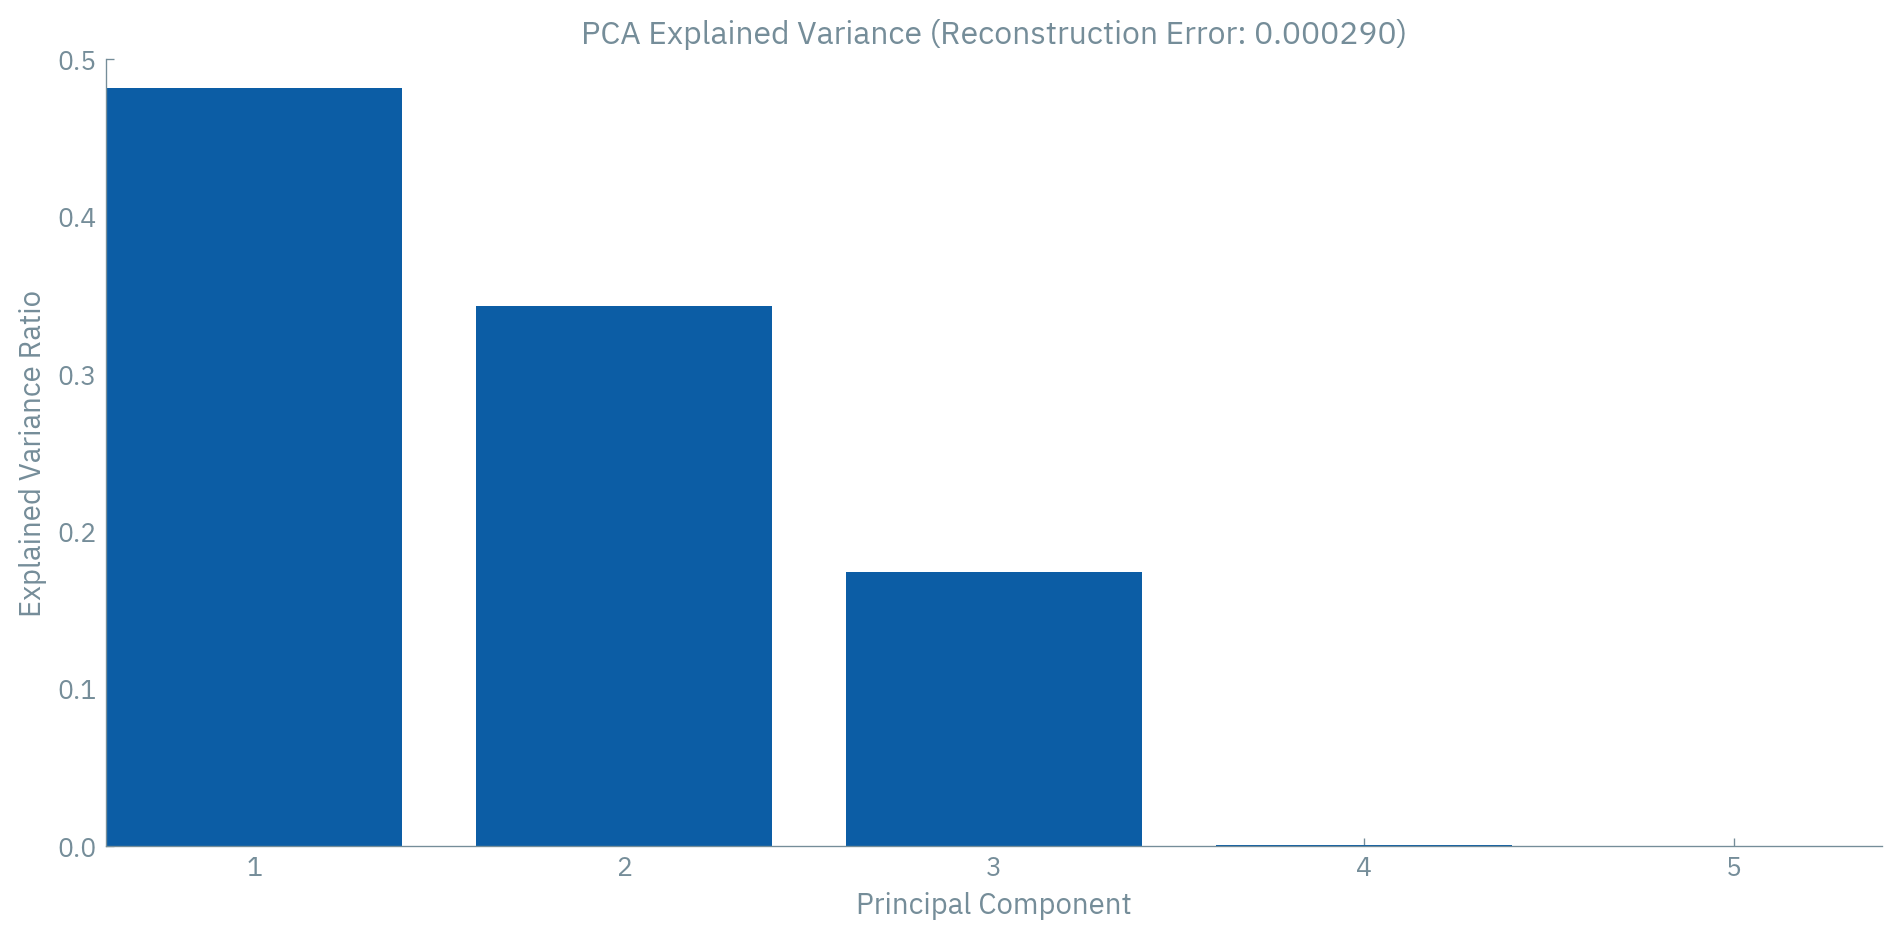 PCA Explained Variance (Reconstruction Error: 0.000290)
Explained Variance Ratio
0.5
0.4
0.3
0.2
0.1
0.0
1 2 3 4 5
Principal Component